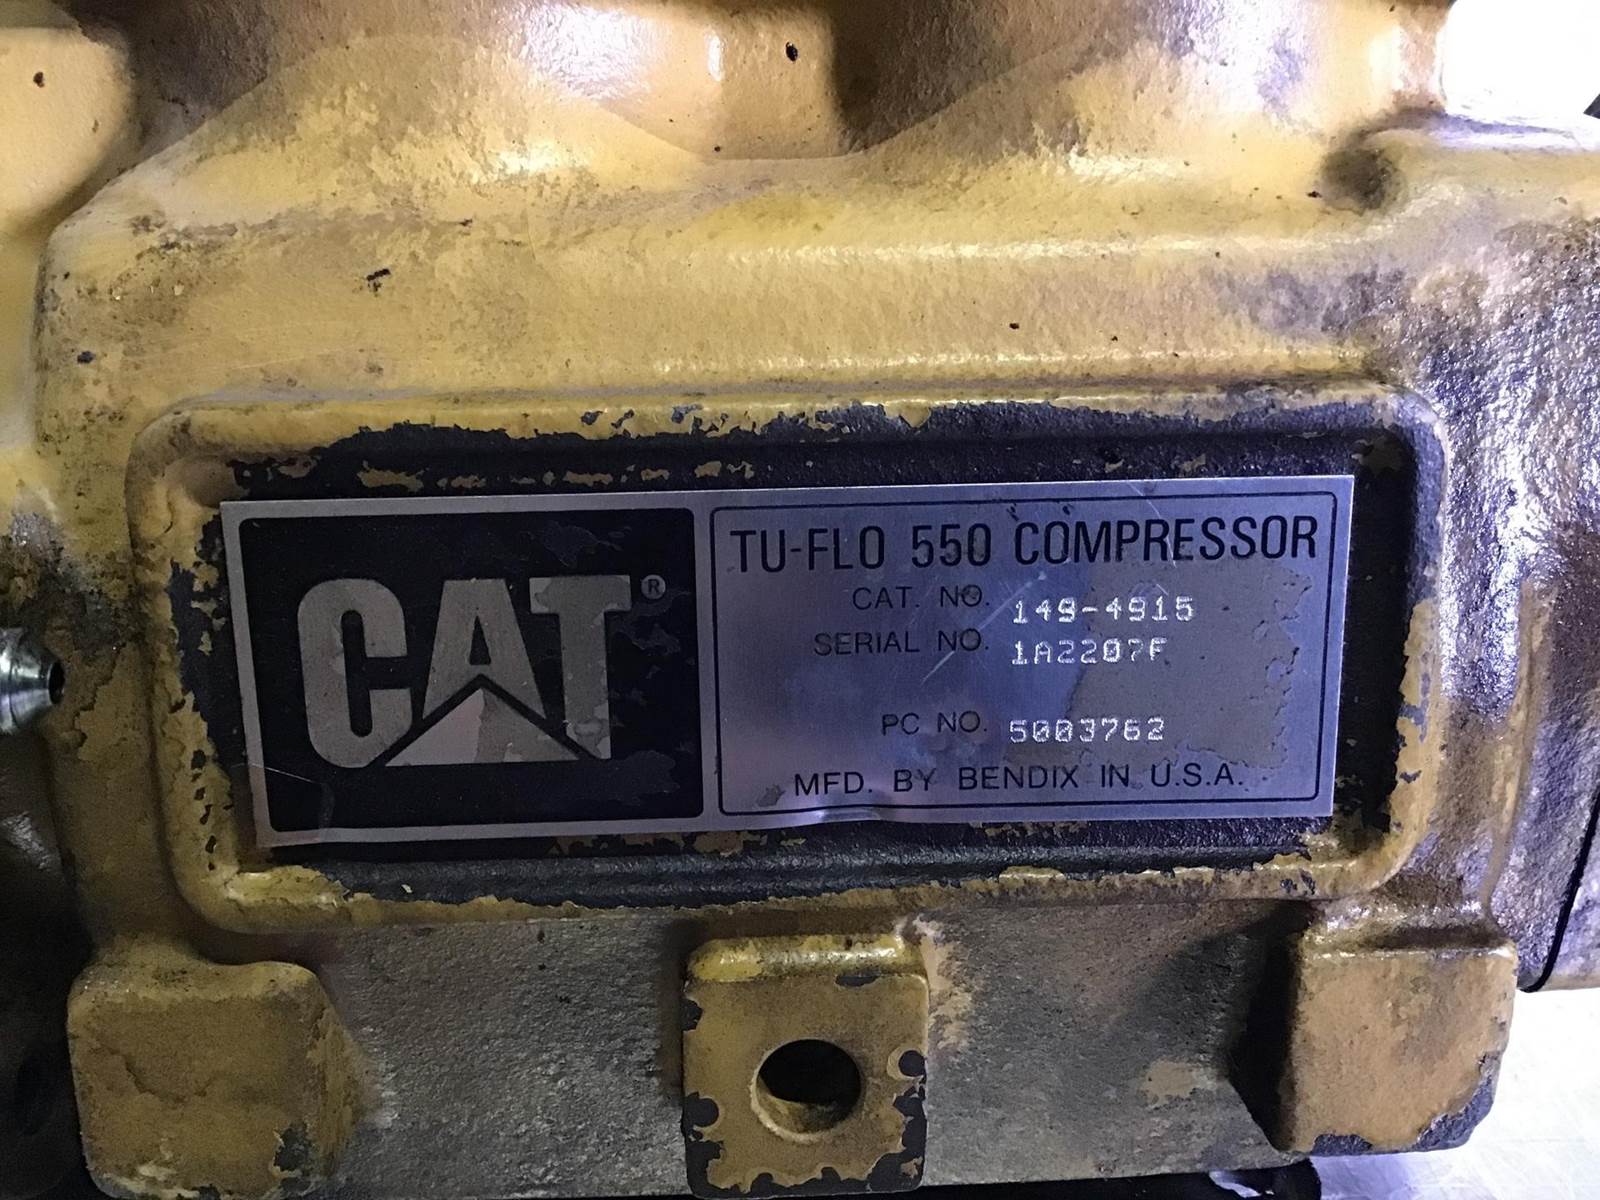 CAT®
TU-FLO 550 COMPRESSOR
CAT. NO. 149-4915
SERIAL NO. 1A2207F
PC NO. 5003762
MFD. BY BENDIX IN U.S.A.